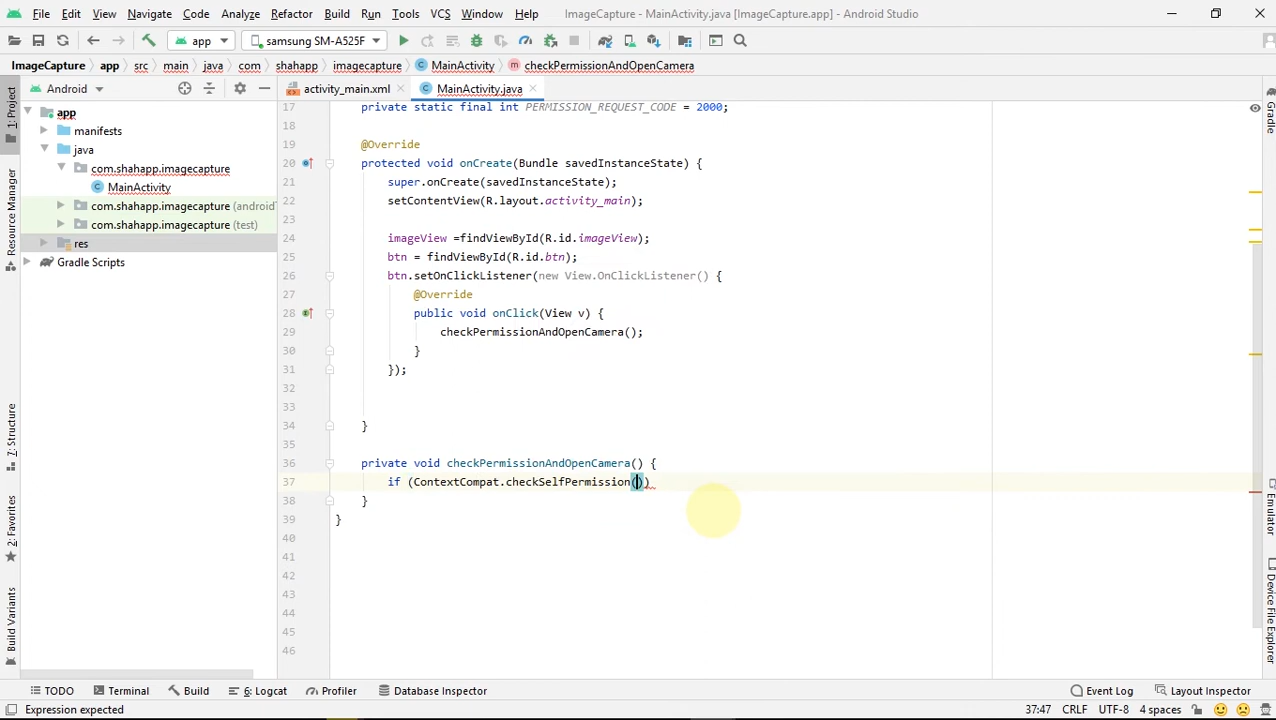 File Edit View Navigate Code Analyze Refactor Build Run Tools VCS Window Help ImageCapture - MainActivity.java [ImageCapture.app] - Android Studio
app samsung SM-A525F
ImageCapture app src main java com shahapp imagecapture MainActivity checkPermissionAndOpenCamera
Android activity_main.xml MainActivity.java
app
manifests
java
com.shahapp.imagecapture
MainActivity
com.shahapp.imagecapture (android
com.shahapp.imagecapture (test)
res
Gradle Scripts
1: Project
Resource Manager
Z: Structure
2: Favorites
Build Variants
17 private static final int PERMISSION_REQUEST_CODE = 2000;
18
19 @Override
20 protected void onCreate(Bundle savedInstanceState) {
21 super.onCreate(savedInstanceState);
22 setContentView(R.layout.activity_main);
23
24 imageView =findViewById(R.id.imageView);
25 btn = findViewById(R.id.btn);
26 btn.setOnClickListener(new View.OnClickListener() {
27 @Override
28 public void onClick(View v) {
29 checkPermissionAndOpenCamera();
30 }
31 });
32
33
34 }
35
36 private void checkPermissionAndOpenCamera() {
37 if (ContextCompat.checkSelfPermission())
38 }
39 }
40
41
42
43
44
45
46
Gradle
Emulator
Device File Explorer
TODO Terminal Build 6: Logcat Profiler Database Inspector Event Log Layout Inspector
Expression expected 37:47 CRLF UTF-8 4 spaces